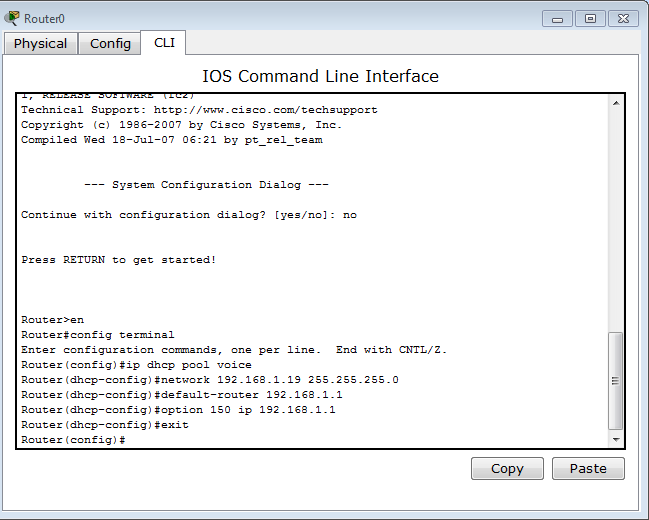 Router0
Physical Config CLI
IOS Command Line Interface
1, RELEASE SOFTWARE (fc2)
Technical Support: http://www.cisco.com/techsupport
Copyright (c) 1986-2007 by Cisco Systems, Inc.
Compiled Wed 18-Jul-07 06:21 by pt_rel_team
--- System Configuration Dialog ---
Continue with configuration dialog? [yes/no]: no
Press RETURN to get started!
Router>en
Router#config terminal
Enter configuration commands, one per line.  End with CNTL/Z.
Router(config)#ip dhcp pool voice
Router(dhcp-config)#network 192.168.1.19 255.255.255.0
Router(dhcp-config)#default-router 192.168.1.1
Router(dhcp-config)#option 150 ip 192.168.1.1
Router(dhcp-config)#exit
Router(config)#
Copy Paste